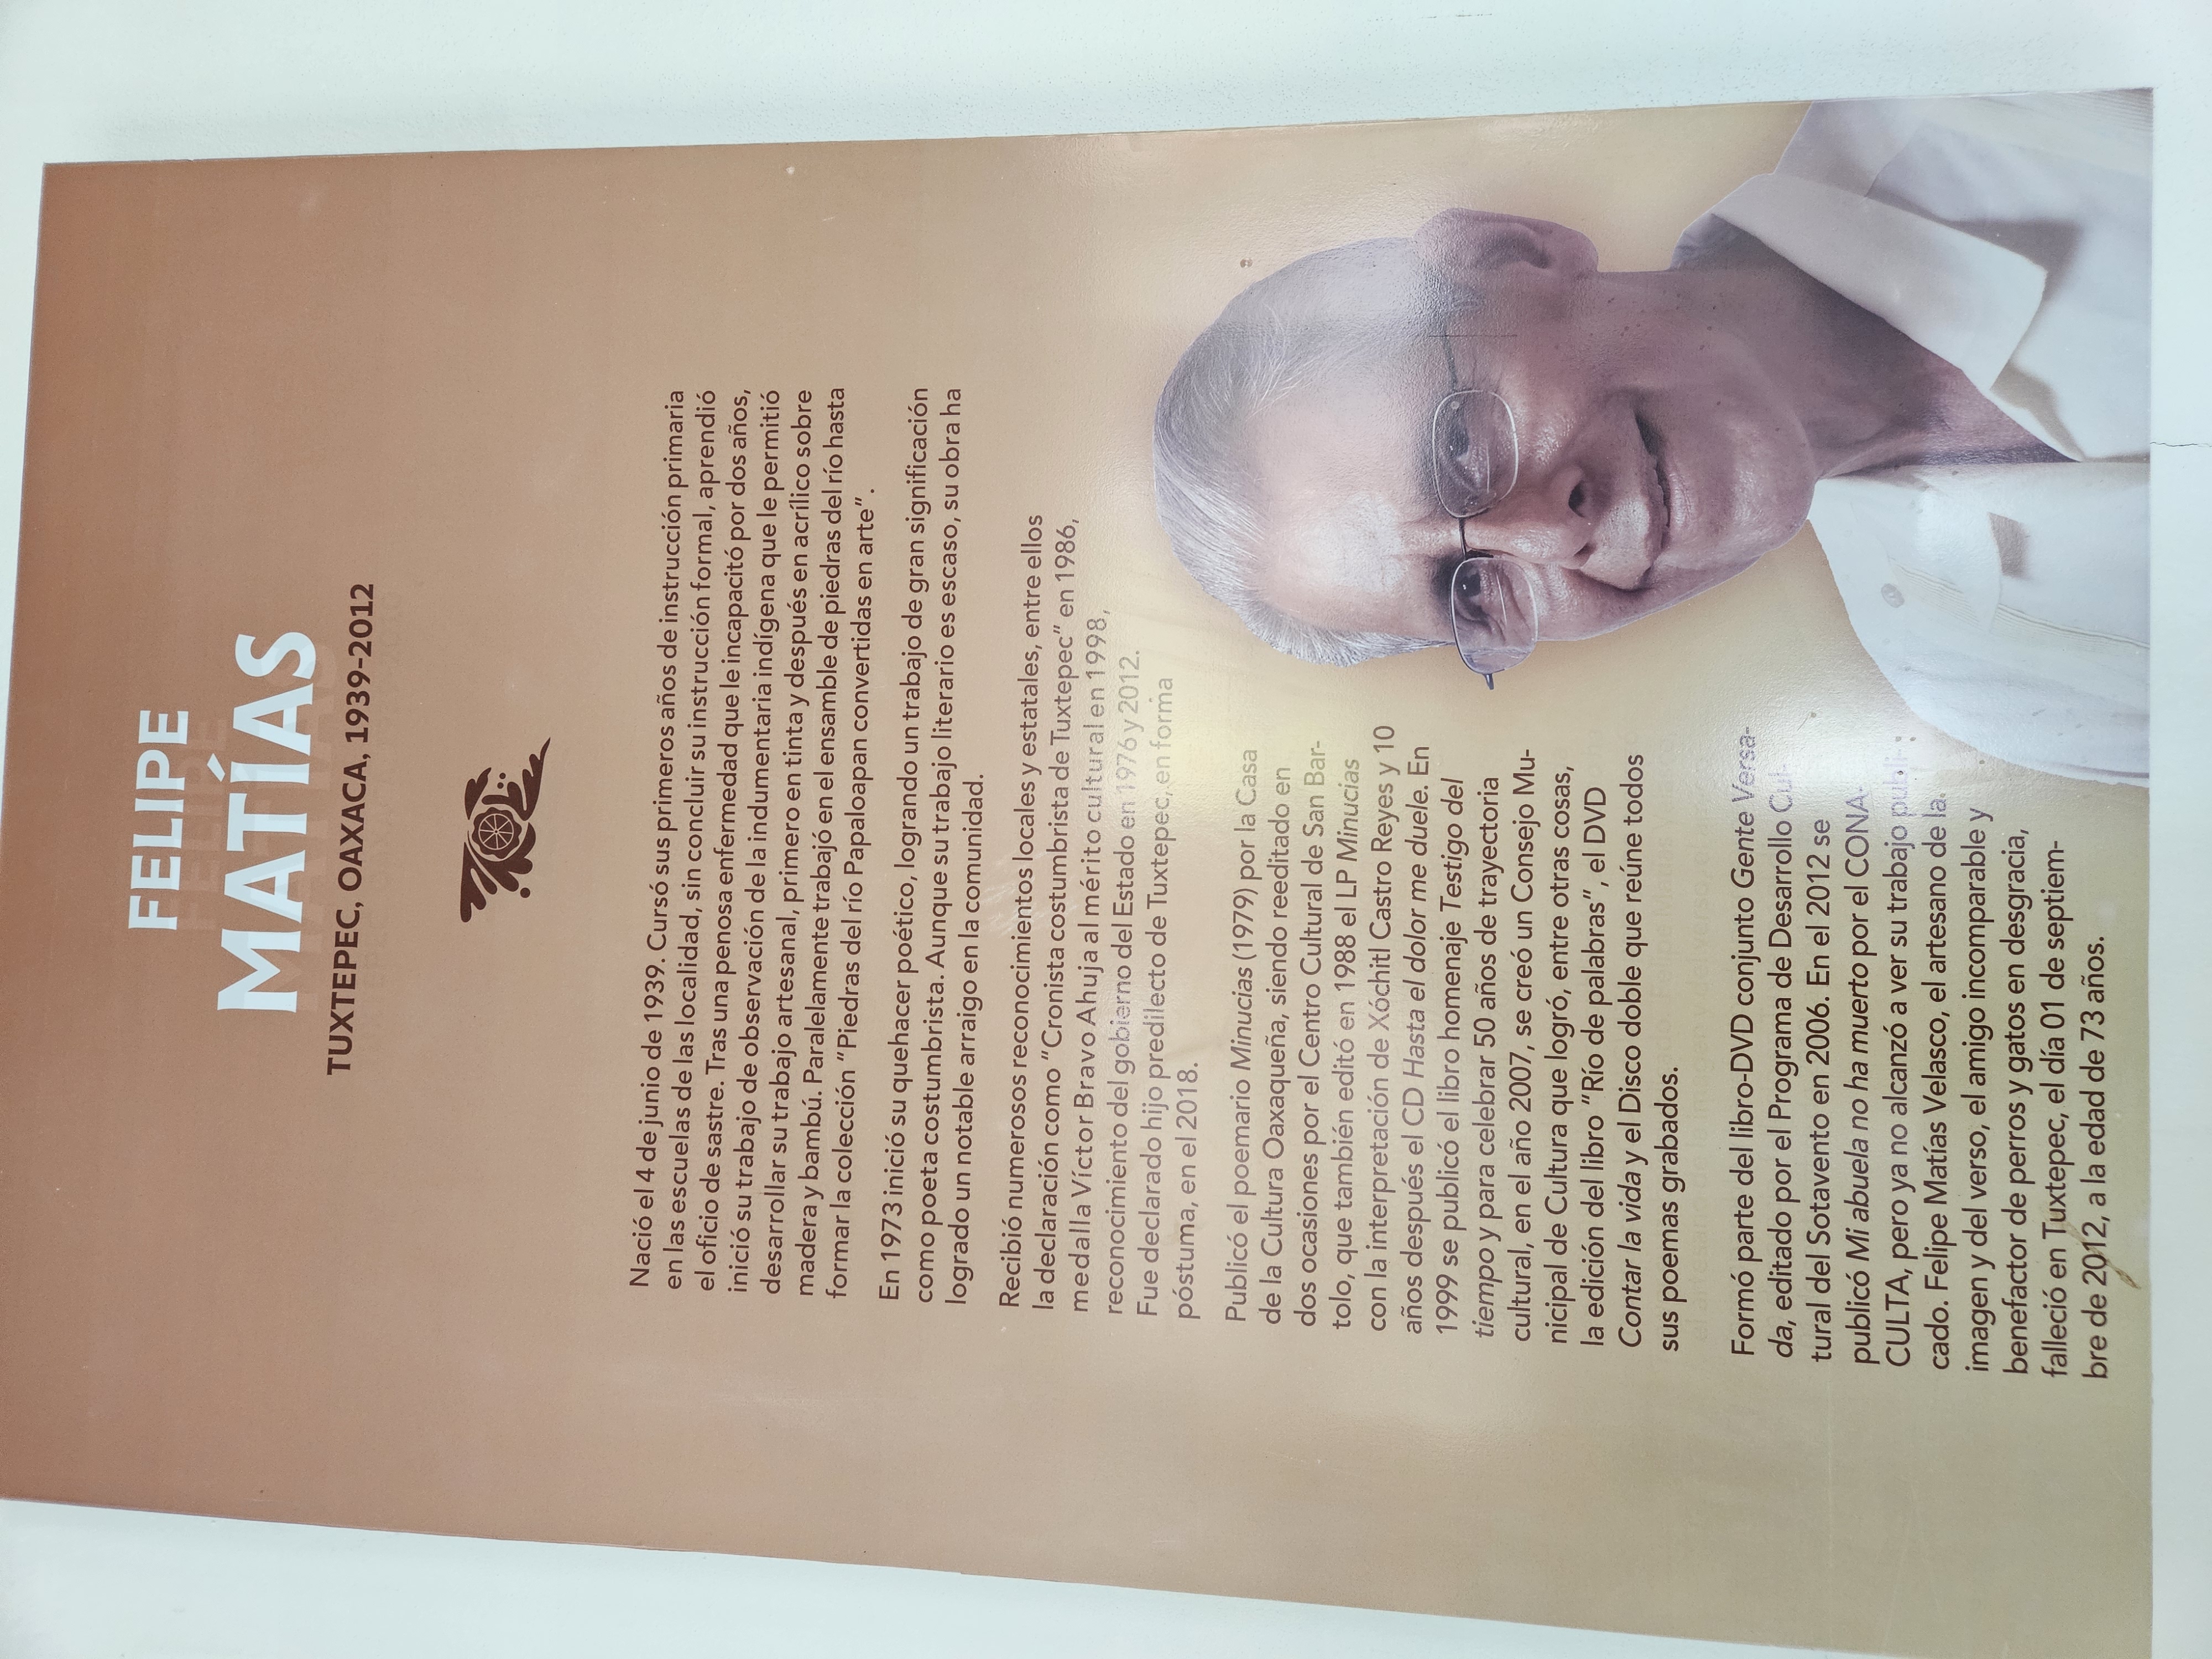 FELIPE
MATÍAS
TUXTEPEC, OAXACA, 1939-2012
Nació el 4 de junio de 1939. Cursó sus primeros años de instrucción primaria
en las escuelas de las localidad, sin concluir su instrucción formal, aprendió
el oficio de sastre. Tras una penosa enfermedad que le incapacitó por dos años,
inició su trabajo de observación de la indumentaria indígena que le permitió
desarrollar su trabajo artesanal, primero en tinta y después en acrílico sobre
madera y bambú. Paralelamente trabajó en el ensamble de piedras del río hasta
formar la colección “Piedras del río Papaloapan convertidas en arte”.
En 1973 inició su quehacer poético, logrando un trabajo de gran significación
como poeta costumbrista. Aunque su trabajo literario es escaso, su obra ha
logrado un notable arraigo en la comunidad.
Recibió numerosos reconocimientos locales y estatales, entre ellos
la declaración como “Cronista costumbrista de Tuxtepec” en 1986,
medalla Víctor Bravo Ahuja al mérito cultural en 1998,
reconocimiento del gobierno del Estado en 1976 y 2012.
Fue declarado hijo predilecto de Tuxtepec, en forma
póstuma, en el 2018.
Publicó el poemario Minucias (1979) por la Casa
de la Cultura Oaxaqueña, siendo reeditado en
dos ocasiones por el Centro Cultural de San Bar-
tolo, que también editó en 1988 el LP Minucias
con la interpretación de Xóchitl Castro Reyes y 10
años después el CD Hasta el dolor me duele. En
1999 se publicó el libro homenaje Testigo del
tiempo y para celebrar 50 años de trayectoria
cultural, en el año 2007, se creó un Consejo Mu-
nicipal de Cultura que logró, entre otras cosas,
la edición del libro “Río de palabras”, el DVD
Contar la vida y el Disco doble que reúne todos
sus poemas grabados.
Formó parte del libro-DVD conjunto Gente Versa-
da, editado por el Programa de Desarrollo Cul-
tural del Sotavento en 2006. En el 2012 se
publicó Mi abuela no ha muerto por el CONA-
CULTA, pero ya no alcanzó a ver su trabajo publi-
cado. Felipe Matías Velasco, el artesano de la
imagen y del verso, el amigo incomparable y
benefactor de perros y gatos en desgracia,
falleció en Tuxtepec, el día 01 de septiem-
bre de 2012, a la edad de 73 años.